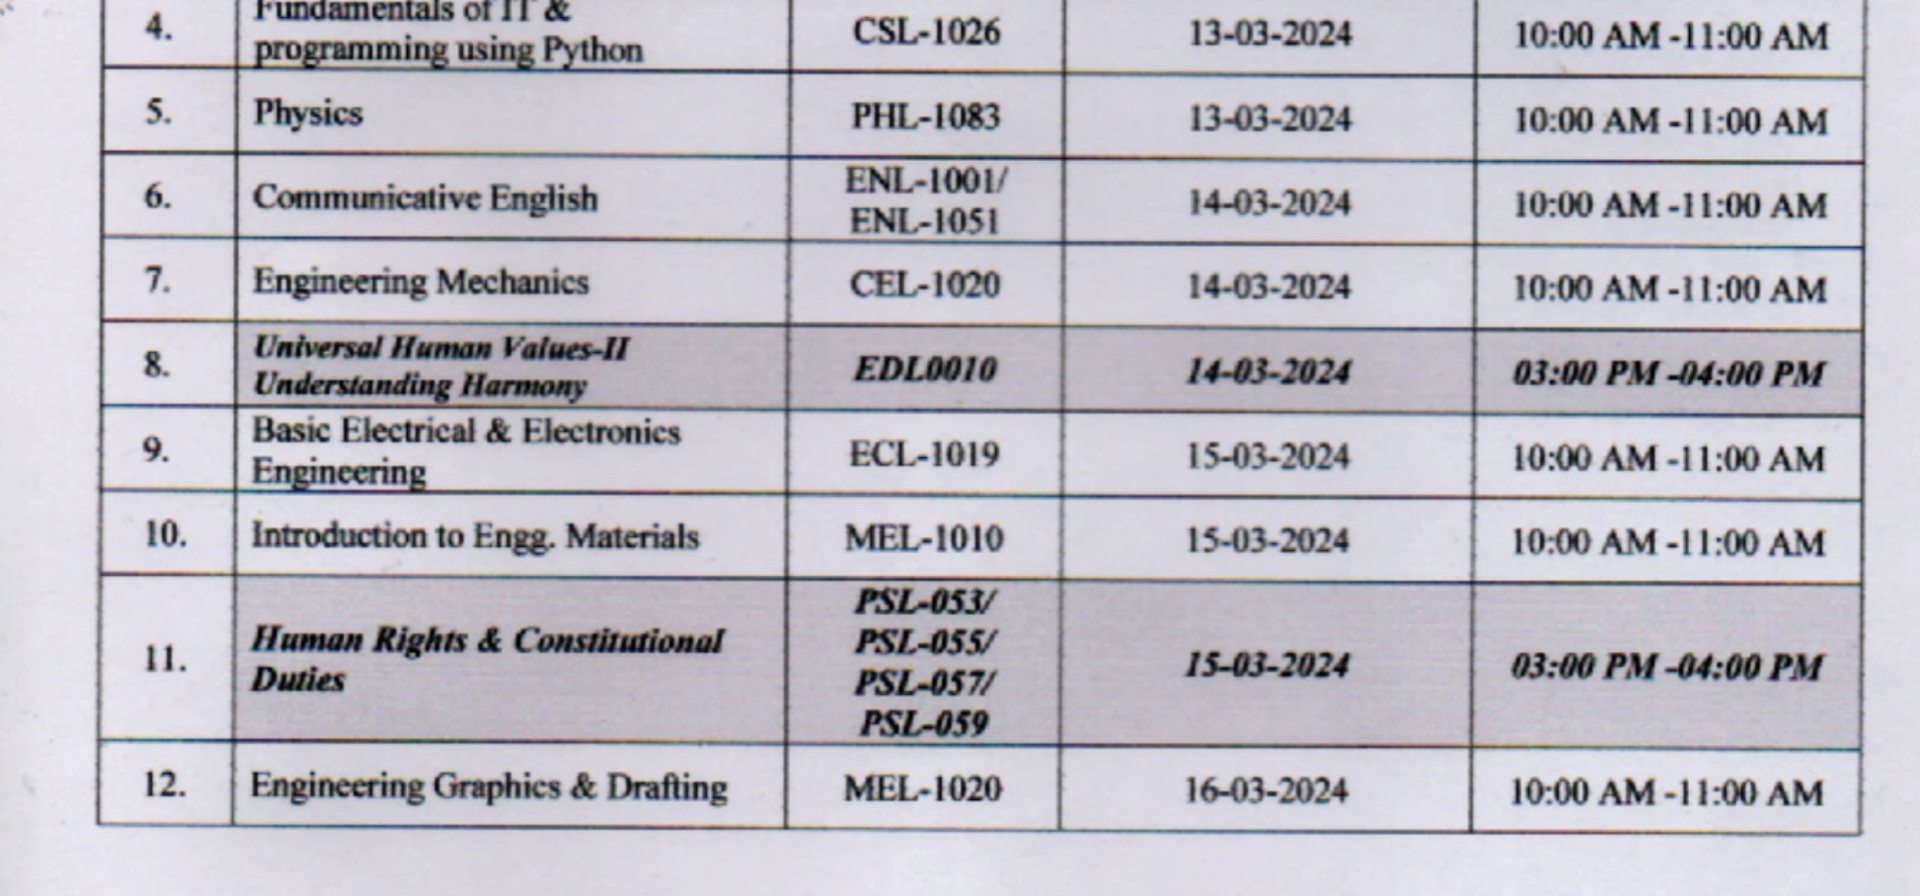 4. Fundamentals of IT & programming using Python CSL-1026 13-03-2024 10:00 AM -11:00 AM
5. Physics PHL-1083 13-03-2024 10:00 AM -11:00 AM
6. Communicative English ENL-1001/ ENL-1051 14-03-2024 10:00 AM -11:00 AM
7. Engineering Mechanics CEL-1020 14-03-2024 10:00 AM -11:00 AM
8. Universal Human Values-II Understanding Harmony EDL0010 14-03-2024 03:00 PM -04:00 PM
9. Basic Electrical & Electronics Engineering ECL-1019 15-03-2024 10:00 AM -11:00 AM
10. Introduction to Engg. Materials MEL-1010 15-03-2024 10:00 AM -11:00 AM
11. Human Rights & Constitutional Duties PSL-053/ PSL-055/ PSL-057/ PSL-059 15-03-2024 03:00 PM -04:00 PM
12. Engineering Graphics & Drafting MEL-1020 16-03-2024 10:00 AM -11:00 AM